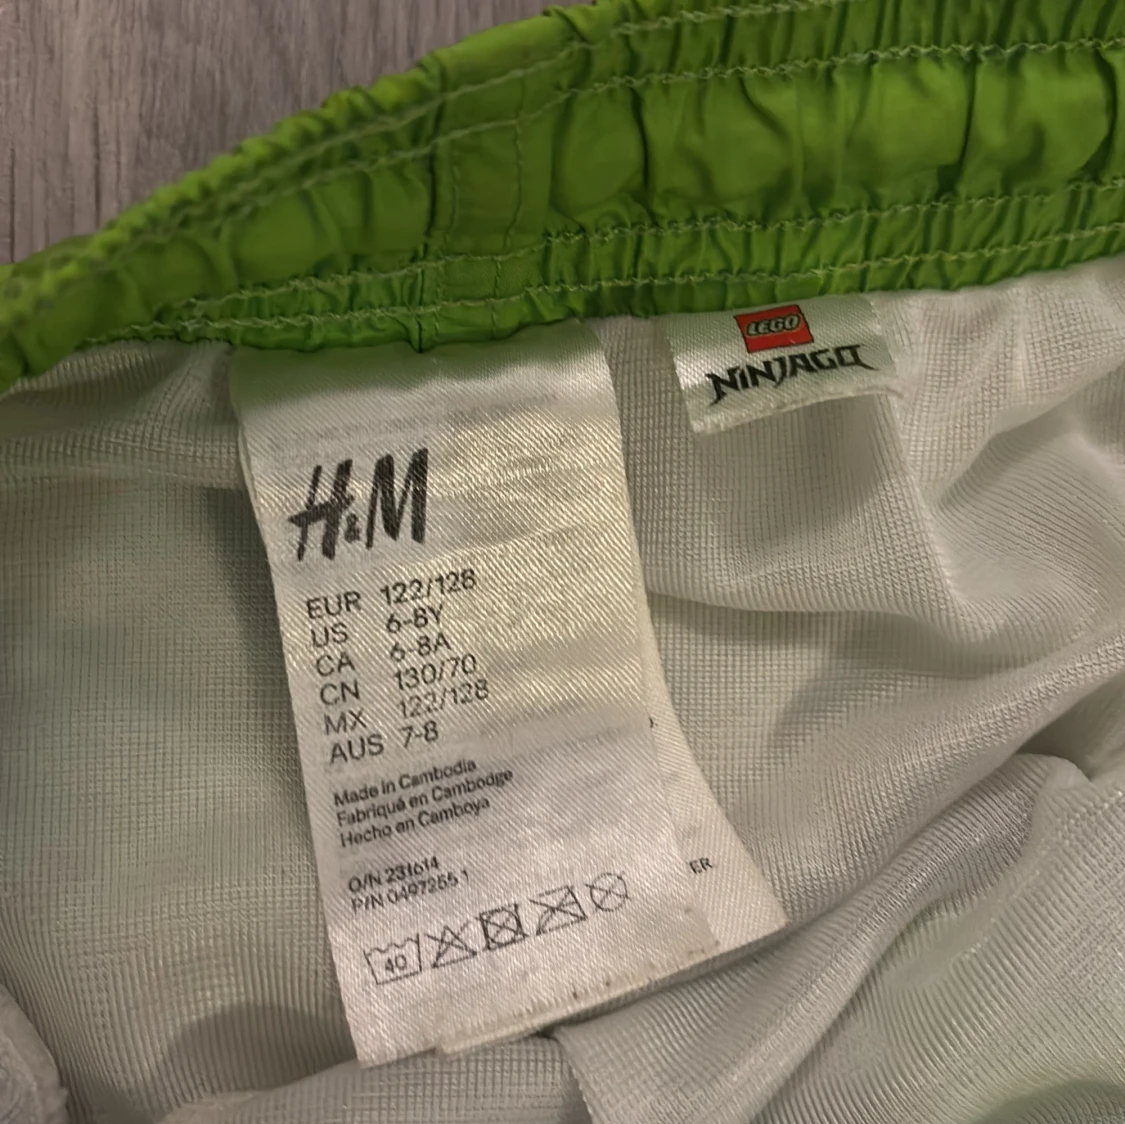 LEGO
NINJAGO
H&M
EUR 122/128
US 6-8Y
CA 6-8A
CN 130/70
MX 122/128
AUS 7-8
Made in Cambodia
Fabriqué en Cambodge
Hecho en Camboya
O/N 231614
P/N 0497255 1
40
ER